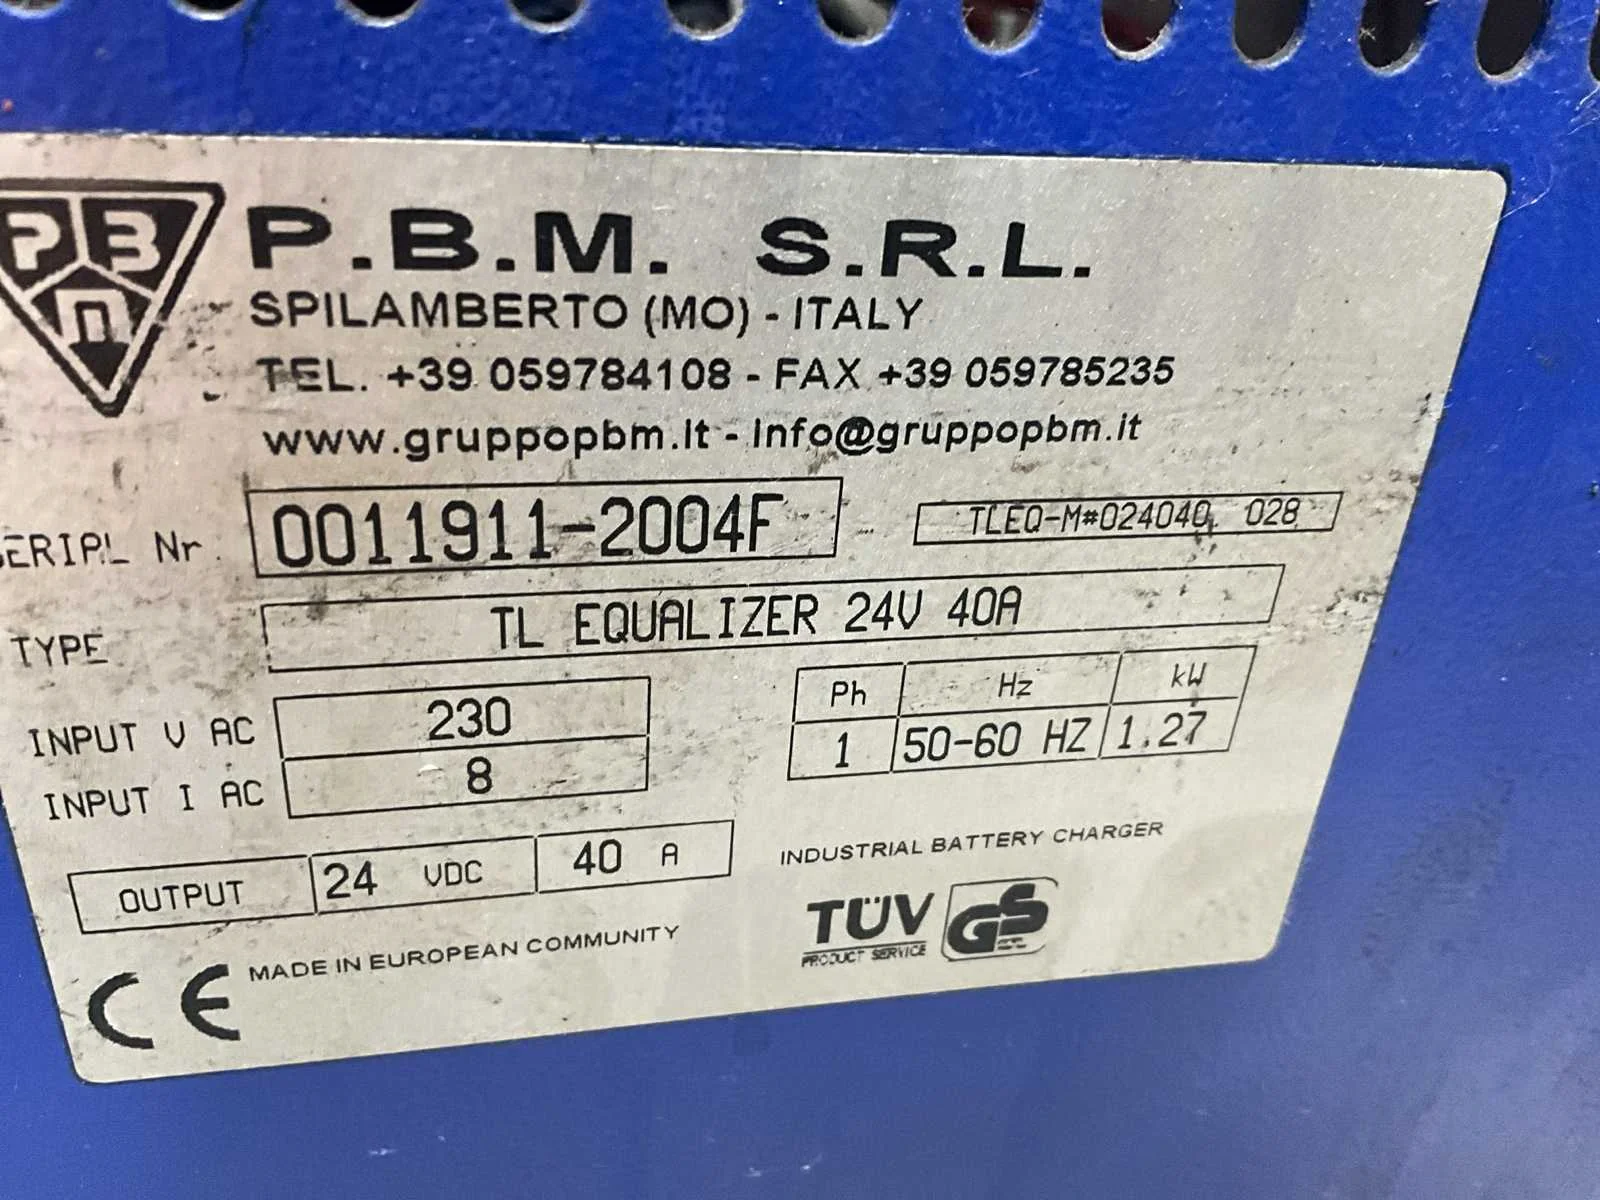 PBM
P.B.M. S.R.L.
SPILAMBERTO (MO) - ITALY
TEL. +39 059784108 - FAX +39 059785235
www.gruppopbm.it - info@gruppopbm.it
SERIAL Nr 0011911-2004F TLEQ-M#024040. 028
TYPE TL EQUALIZER 24V 40A
Ph Hz kW
INPUT V AC 230 1 50-60 HZ 1.27
INPUT I AC 8
INDUSTRIAL BATTERY CHARGER
OUTPUT 24 VDC 40 A
TÜV GS
PRODUCT SERVICE
CE MADE IN EUROPEAN COMMUNITY